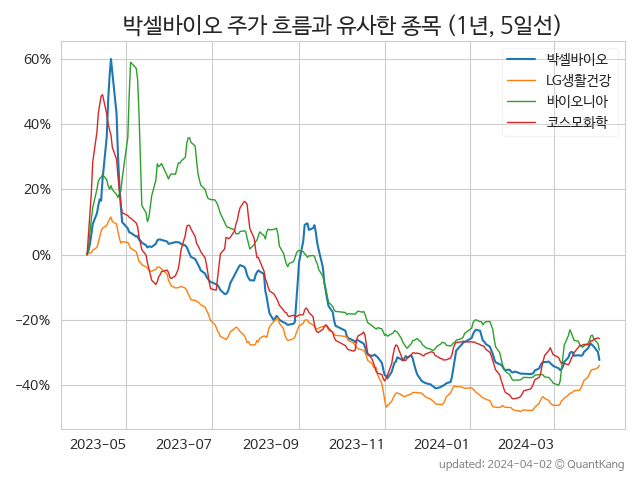 박셀바이오 주가 흐름과 유사한 종목 (1년, 5일선)
박셀바이오
LG생활건강
바이오니아
코스모화학
60%
40%
20%
0%
−20%
−40%
2023-05 2023-07 2023-09 2023-11 2024-01 2024-03
updated: 2024-04-02 © QuantKang